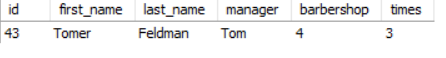 id first_name last_name manager barbershop times
43 Tomer Feldman Tom 4 3